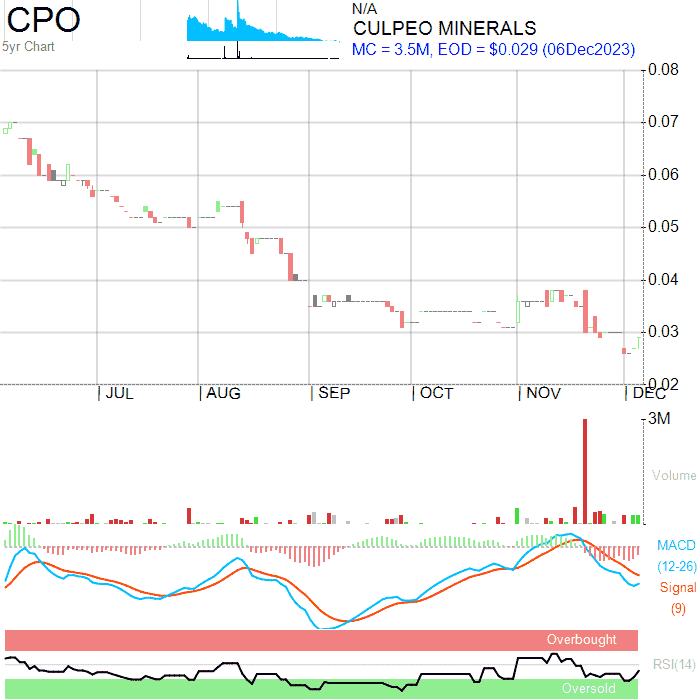 CPO
5yr Chart
N/A
CULPEO MINERALS
MC = 3.5M, EOD = $0.029 (06Dec2023)
0.08
0.07
0.06
0.05
0.04
0.03
0.02
JUL
AUG
SEP
OCT
NOV
DEC
3M
Volume
MACD
(12-26)
Signal
(9)
Overbought
RSI(14)
Oversold